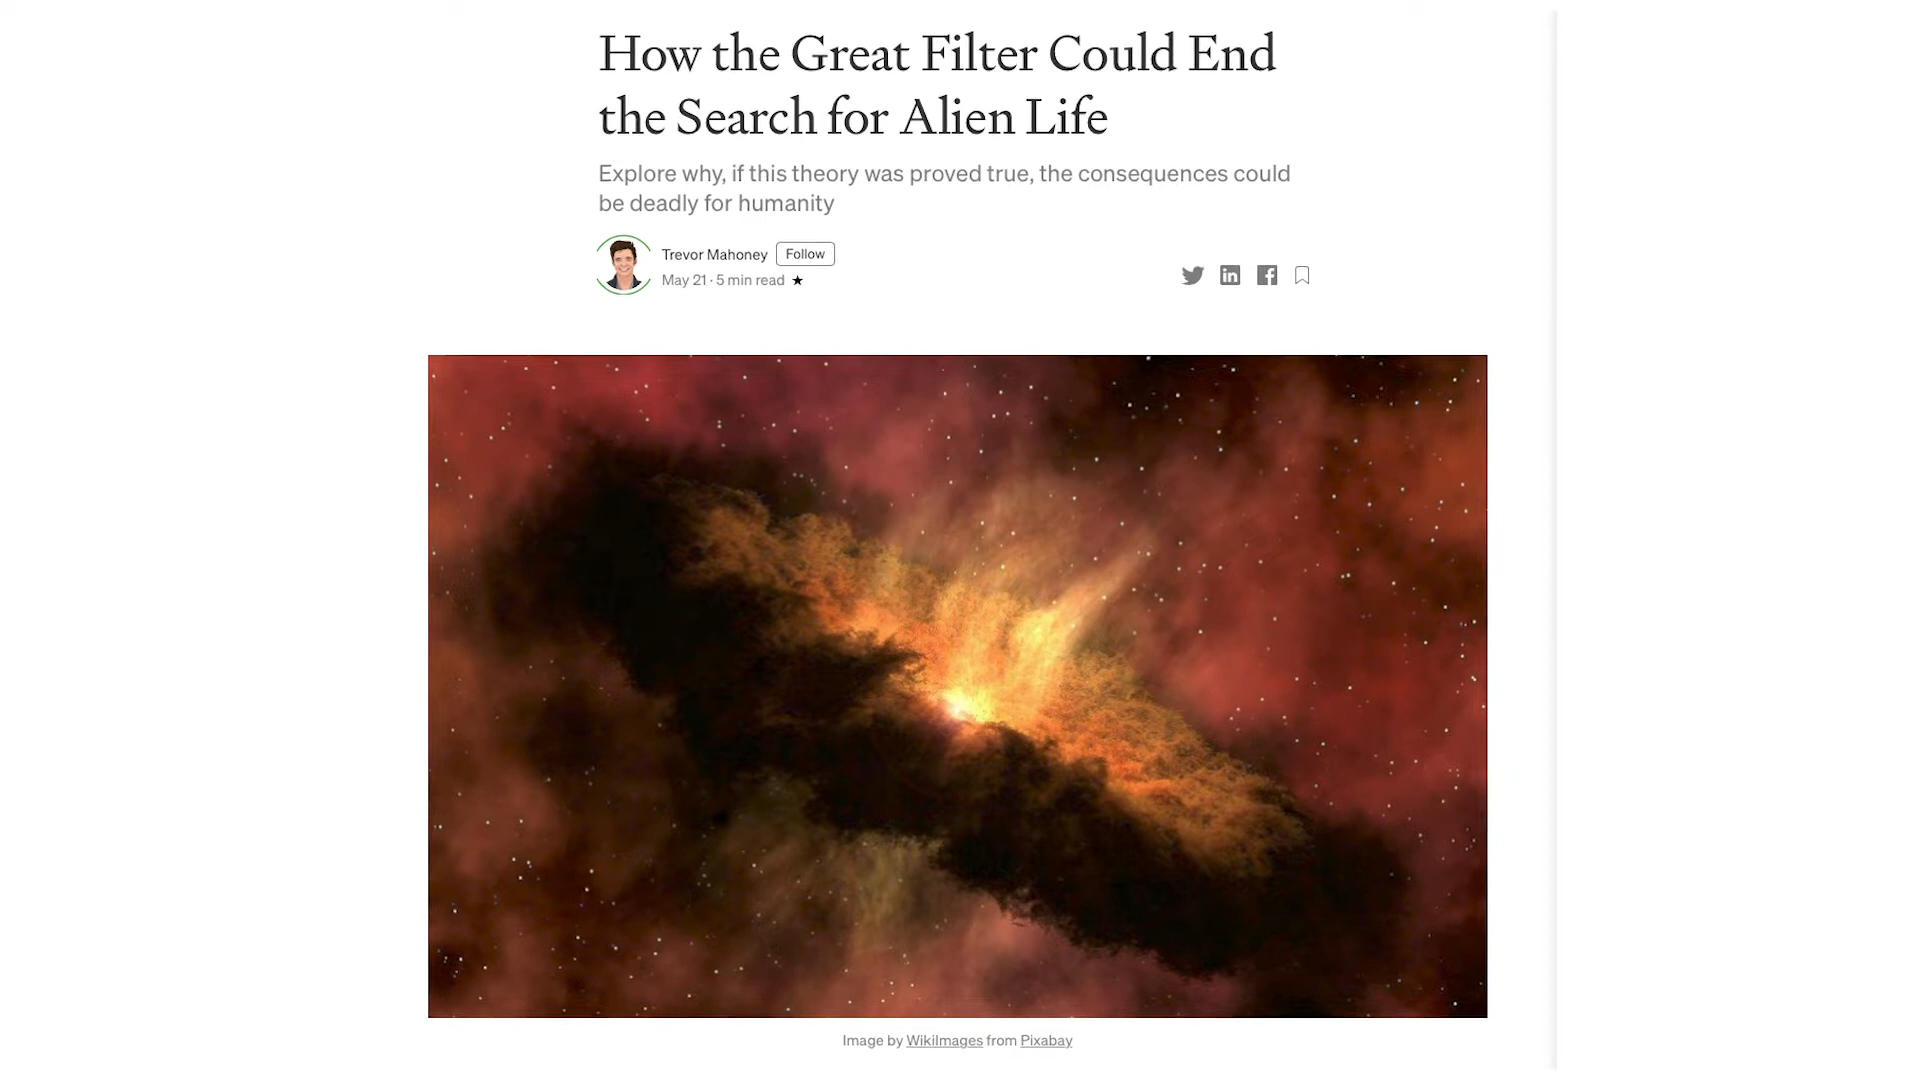 How the Great Filter Could End
the Search for Alien Life
Explore why, if this theory was proved true, the consequences could
be deadly for humanity
Trevor Mahoney Follow
May 21 · 5 min read ★
Image by WikiImages from Pixabay